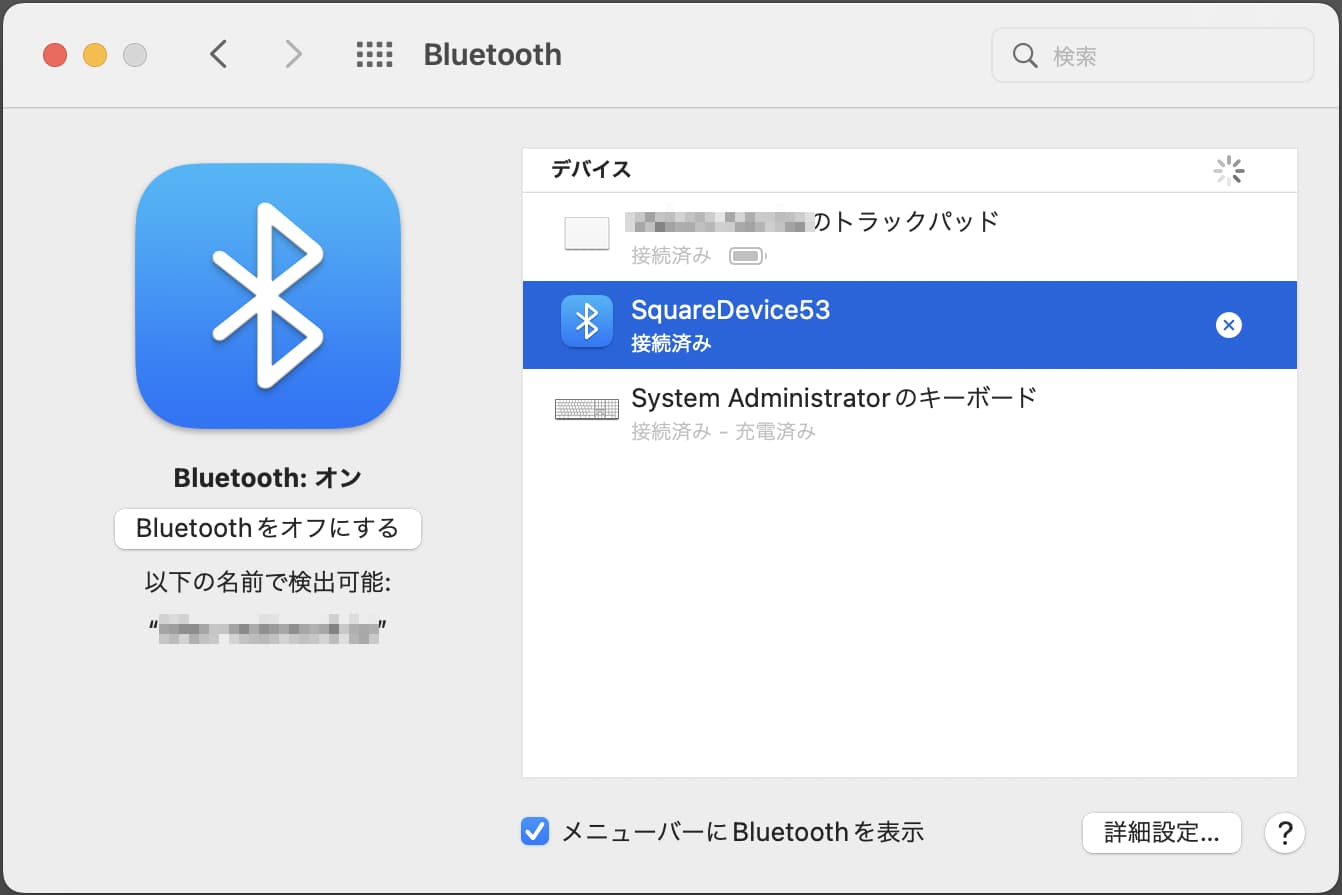 Bluetooth
検索
デバイス
のトラックパッド
接続済み
SquareDevice53
接続済み
System Administratorのキーボード
接続済み - 充電済み
Bluetooth: オン
Bluetoothをオフにする
以下の名前で検出可能:
“ ”
メニューバーにBluetoothを表示
詳細設定...
?